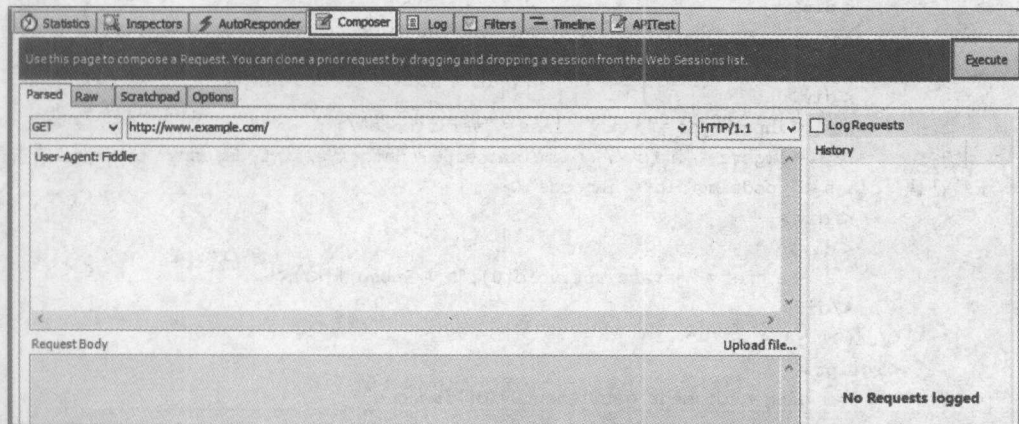 Statistics Inspectors AutoResponder Composer Log Filters Timeline APITest
Use this page to compose a Request. You can clone a prior request by dragging and dropping a session from the Web Sessions list. Execute
Parsed Raw Scratchpad Options
GET http://www.example.com/ HTTP/1.1 Log Requests
User-Agent: Fiddler
History
Request Body Upload file...
No Requests logged